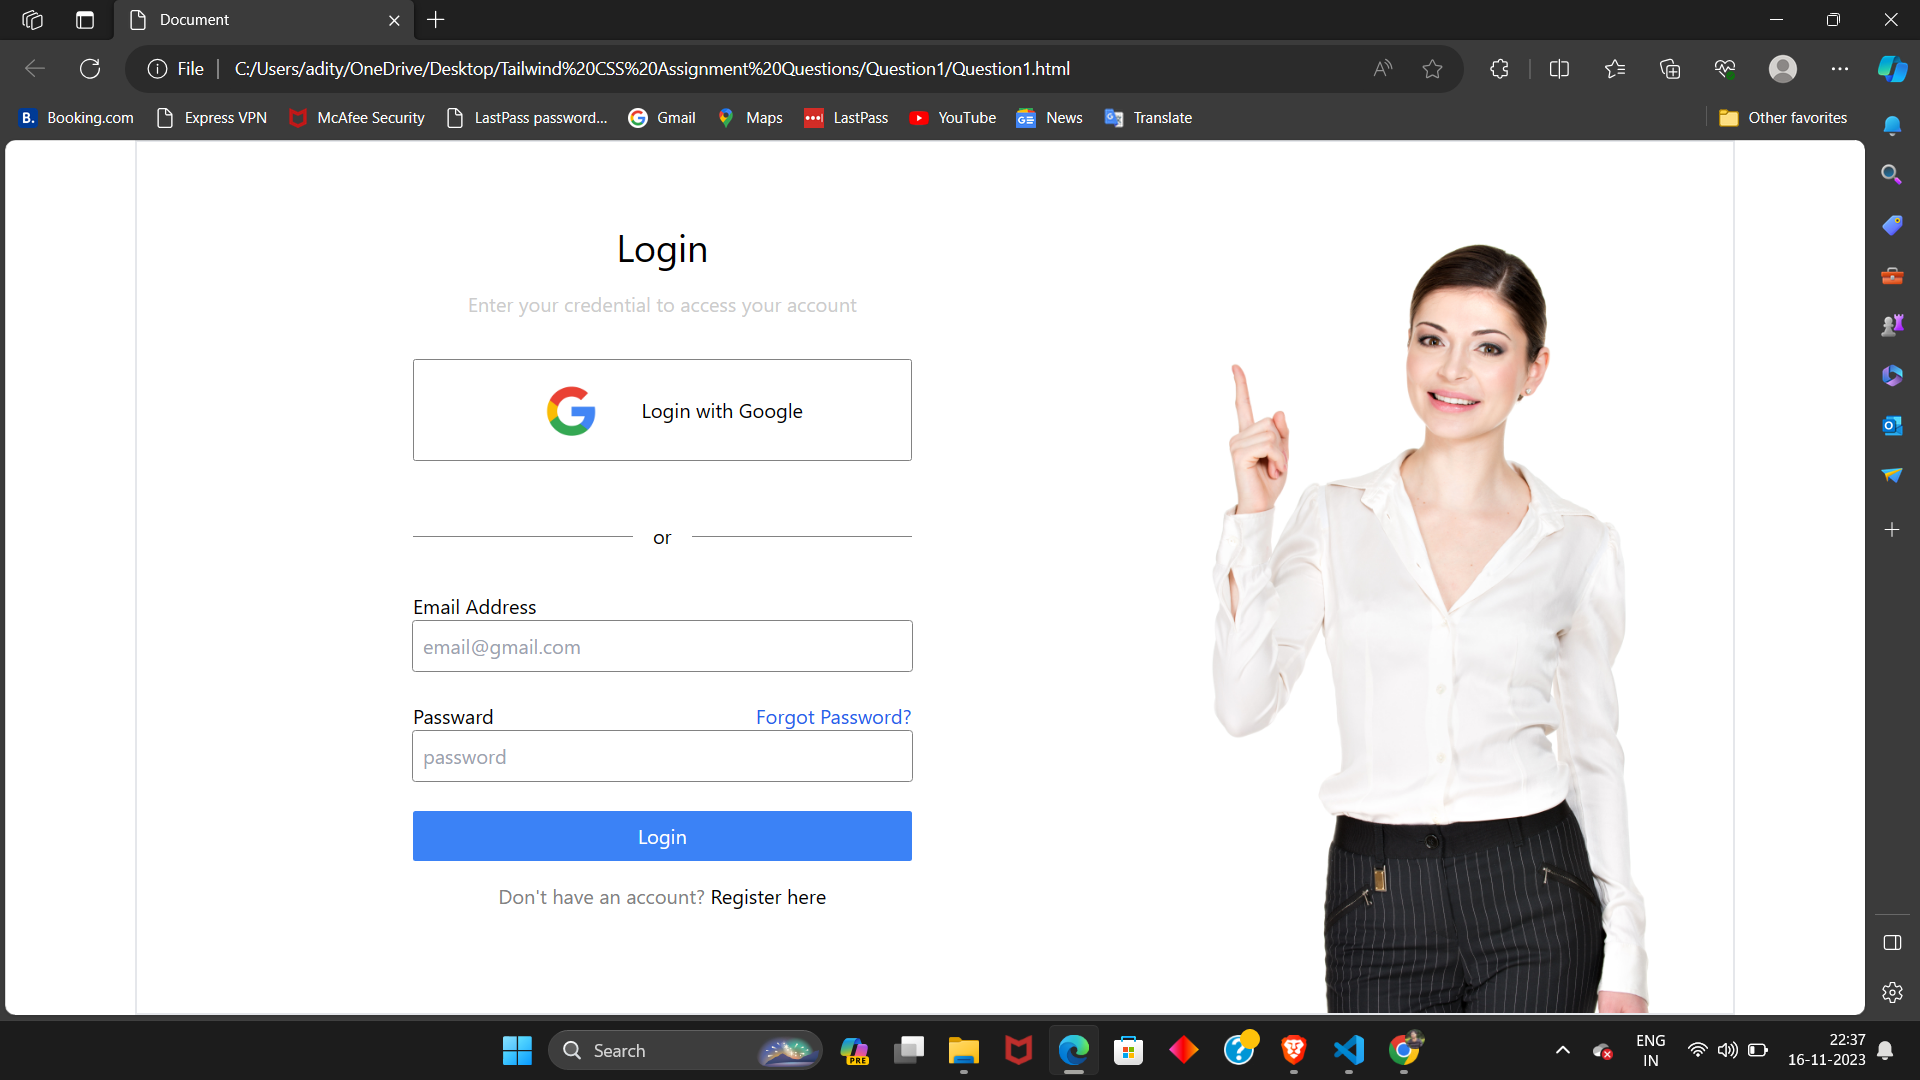 Document
File
C:/Users/adity/OneDrive/Desktop/Tailwind%20CSS%20Assignment%20Questions/Question1/Question1.html
B. Booking.com Express VPN McAfee Security LastPass password... Gmail Maps LastPass YouTube News Translate Other favorites
Login
Enter your credential to access your account
Login with Google
or
Email Address
email@gmail.com
Passward Forgot Password?
password
Login
Don't have an account? Register here
Search
PRE
ENG
IN
22:37
16-11-2023